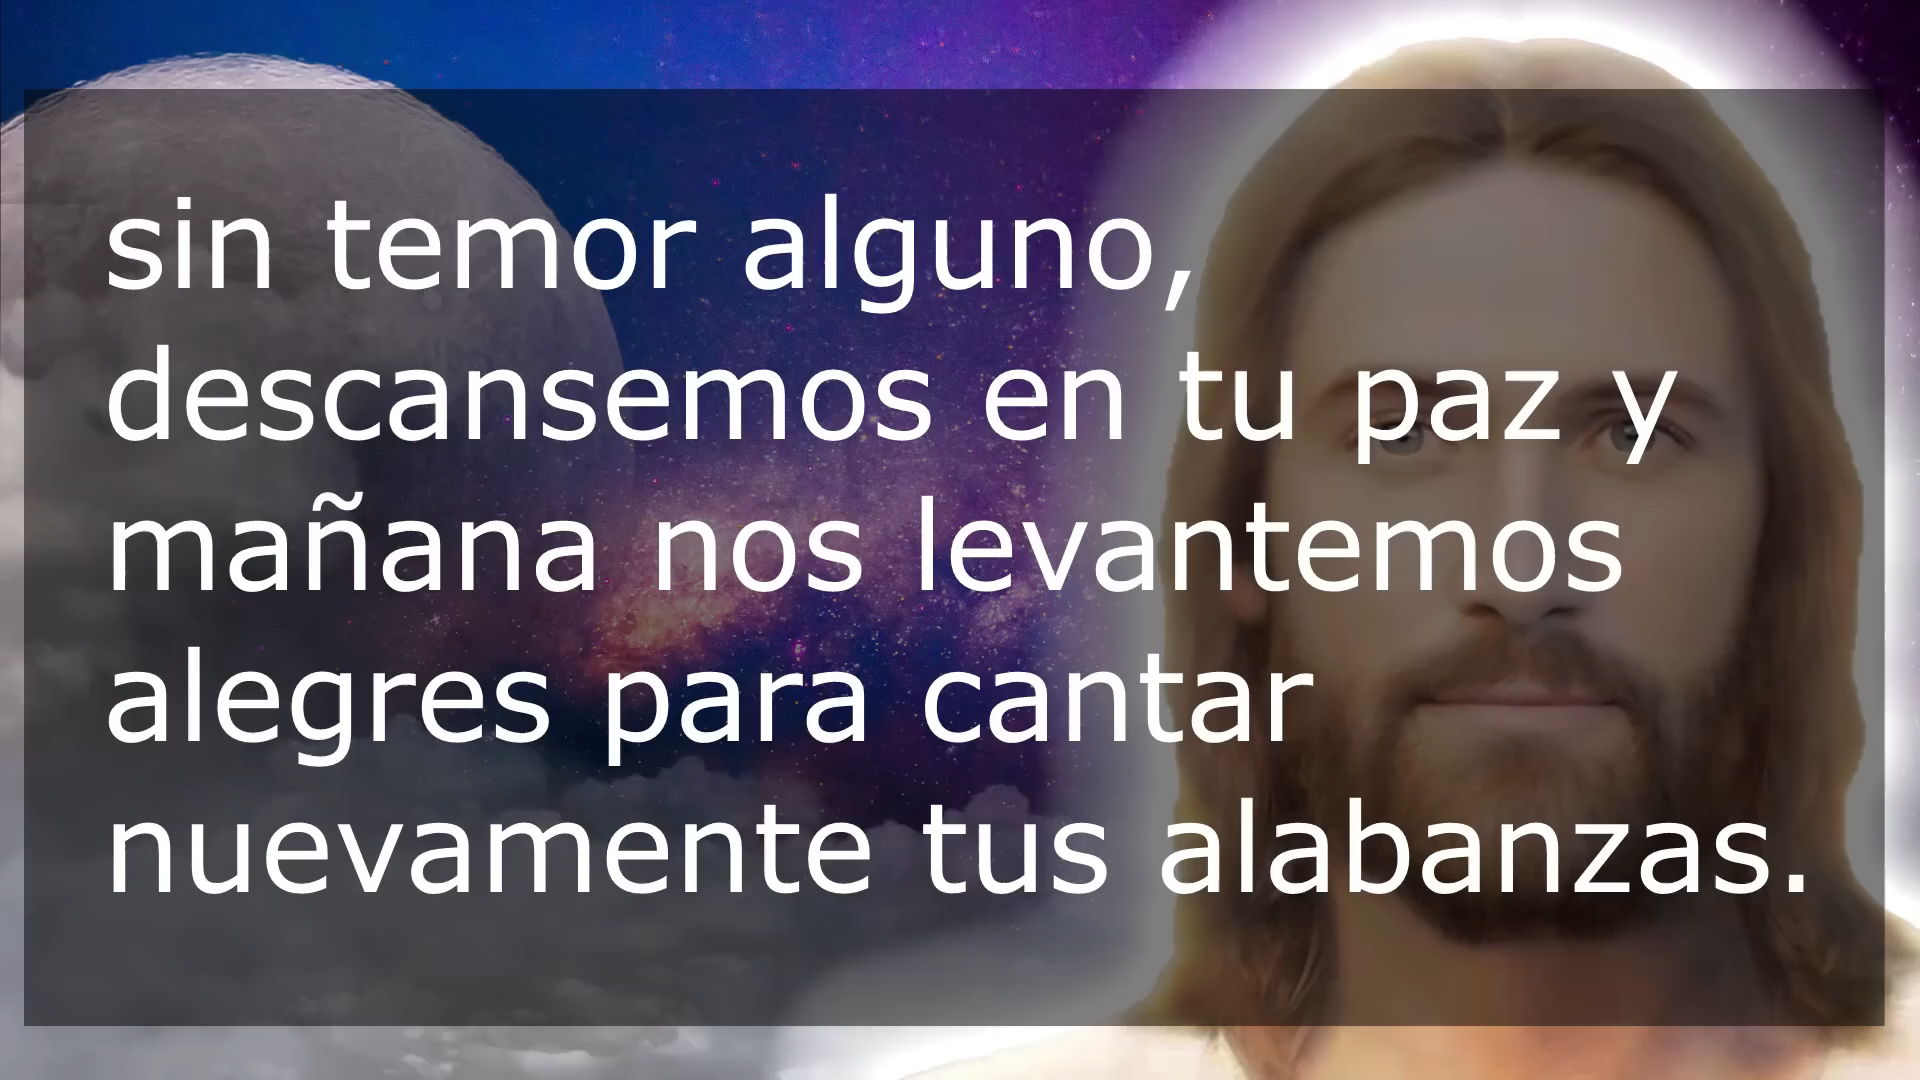 sin temor alguno,
descansemos en tu paz y
mañana nos levantemos
alegres para cantar
nuevamente tus alabanzas.